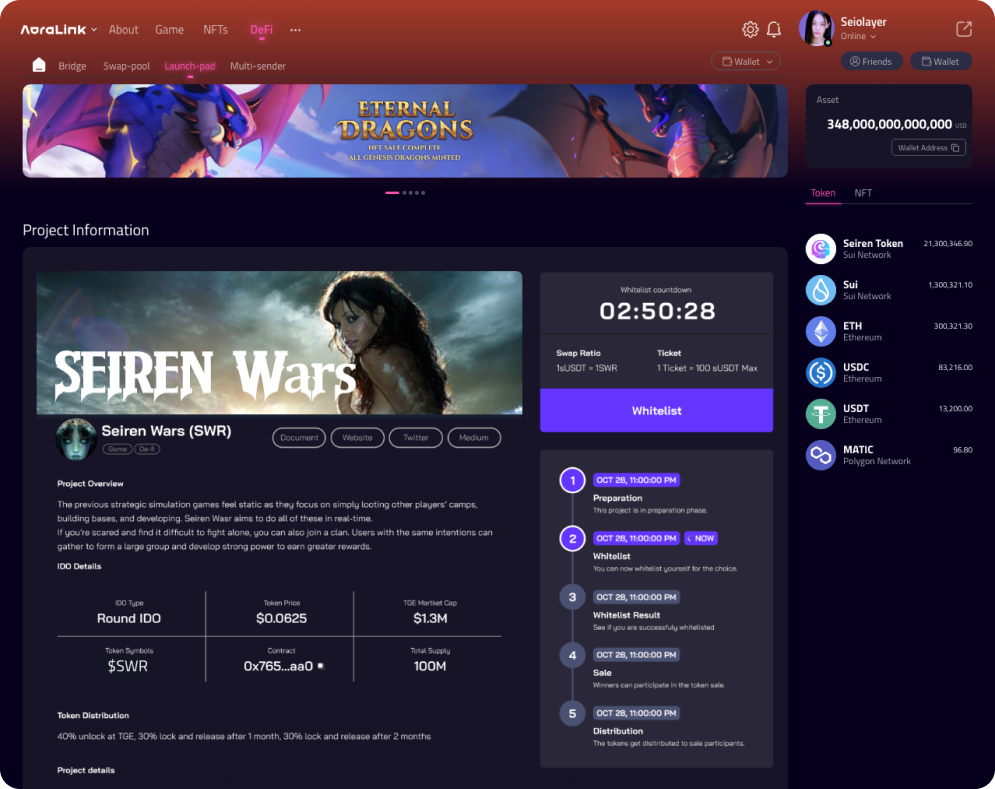 AuraLink
About
Game
NFTs
DeFi
Seiolayer
Online
Bridge
Swap-pool
Launch-pad
Multi-sender
Wallet
Friends
Wallet
ETERNAL
DRAGONS
NFT SALE COMPLETE
ALL GENESIS DRAGONS MINTED
Asset
348,000,000,000,000 USD
Wallet Address
Token
NFT
Seiren Token
21,300,346.90
Sui Network
Sui
1,300,321.10
Sui Network
ETH
300,321.30
Ethereum
USDC
83,216.00
Ethereum
USDT
13,200.00
Ethereum
MATIC
96.80
Polygon Network
Project Information
SEIREN Wars
Seiren Wars (SWR)
Game
De-fi
Document
Website
Twitter
Medium
Project Overview
The previous strategic simulation games feel static as they focus on simply looting other players' camps,
building bases, and developing. Seiren Wasr aims to do all of these in real-time.
If you're scared and find it difficult to fight alone, you can also join a clan. Users with the same intentions can
gather to form a large group and develop strong power to earn greater rewards.
IDO Details
IDO Type
Token Price
TGE Martket Cap
Round IDO
$0.0625
$1.3M
Token Symbols
Contract
Total Supply
$SWR
0x765...aa0
100M
Token Distribution
40% unlock at TGE, 30% lock and release after 1 month, 30% lock and release after 2 months
Project details
Whitelist countdown
02:50:28
Swap Ratio
Ticket
1sUSDT = 1SWR
1 Ticket = 100 sUSDT Max
Whitelist
1
OCT 28, 11:00:00 PM
Preparation
This project is in preparation phase.
2
OCT 28, 11:00:00 PM
NOW
Whitelist
You can now whitelist yourself for the choice.
3
OCT 28, 11:00:00 PM
Whitelist Result
See if you are successfuly whitelisted
4
OCT 28, 11:00:00 PM
Sale
Winners can participate in the token sale.
5
OCT 28, 11:00:00 PM
Distribution
The tokens get disitributed to sale participants.